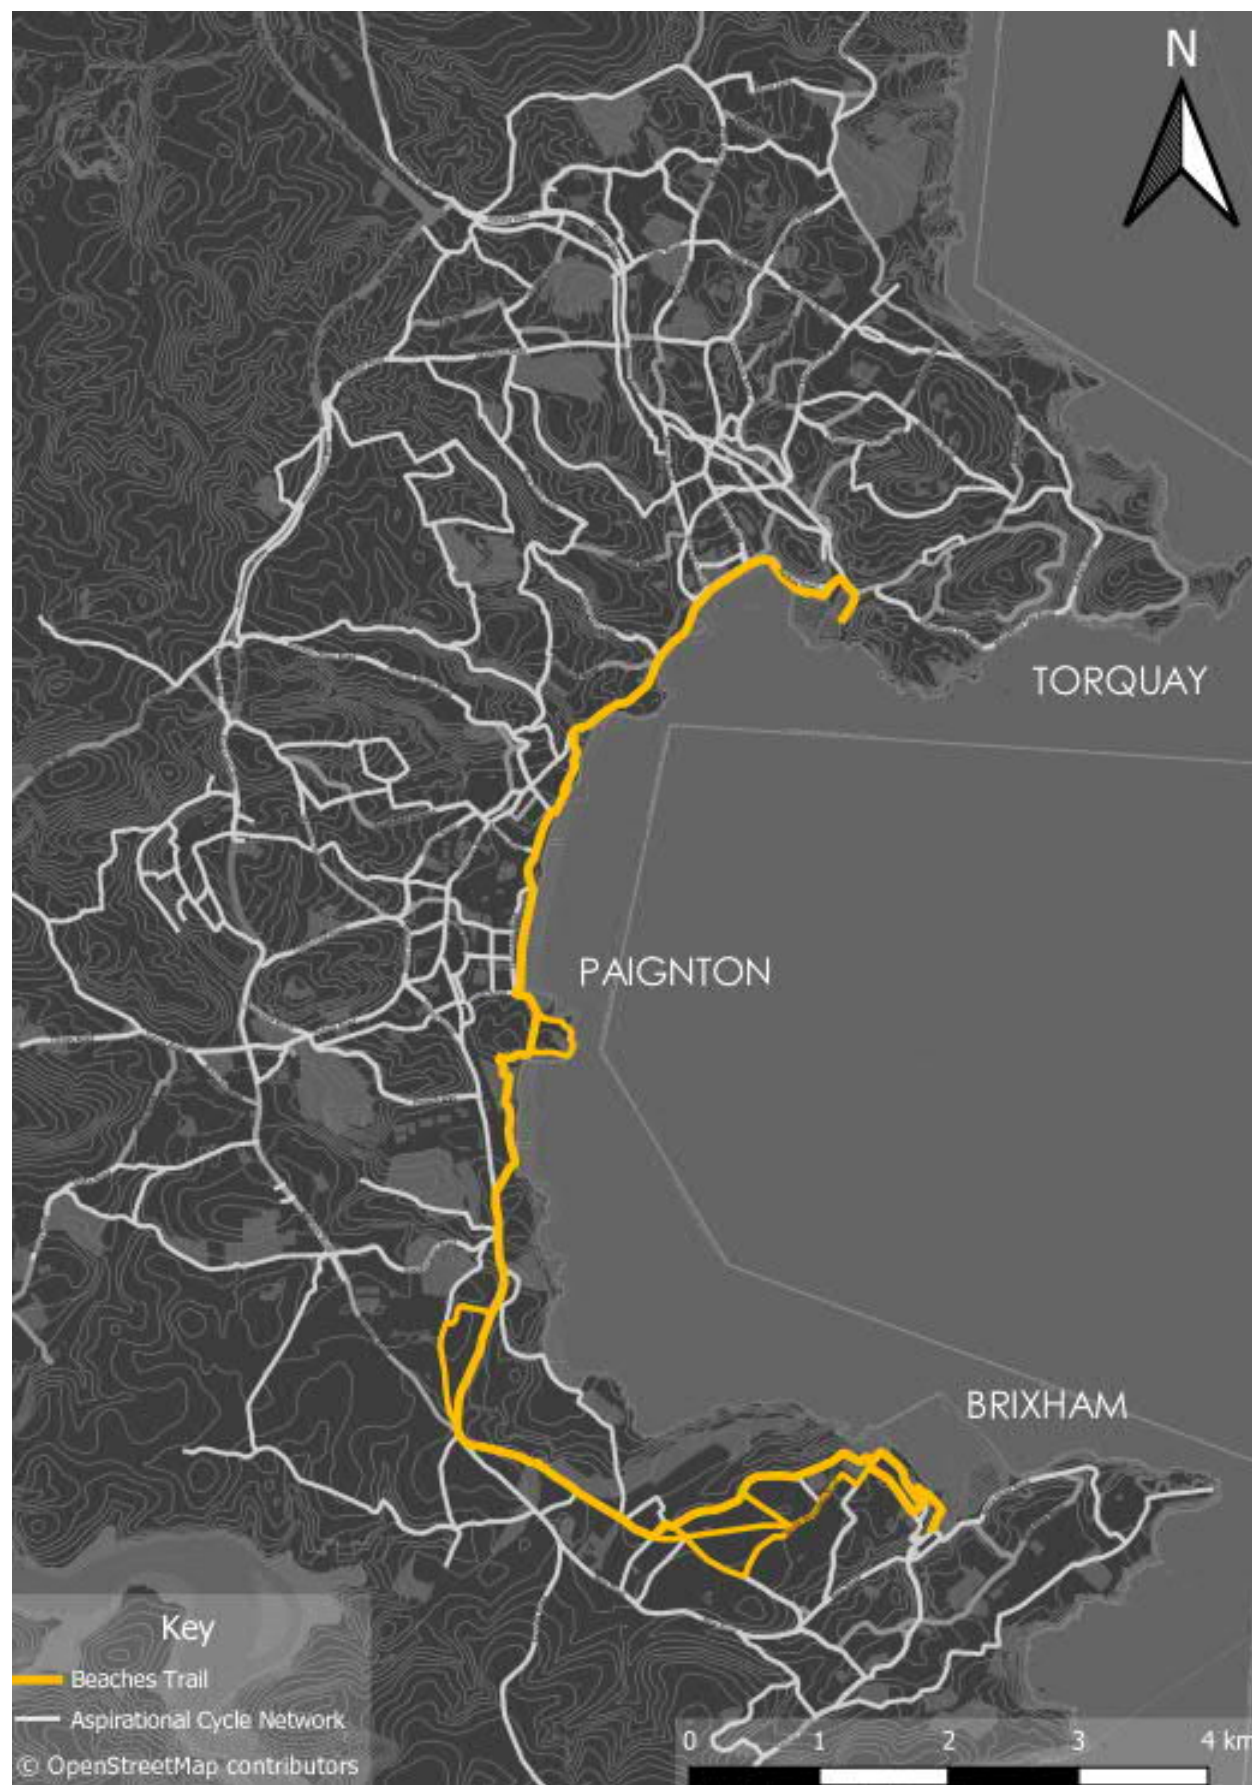 N
TORQUAY
PAIGNTON
BRIXHAM
Key
Beaches Trail
Aspirational Cycle Network
© OpenStreetMap contributors
0 1 2 3 4 km